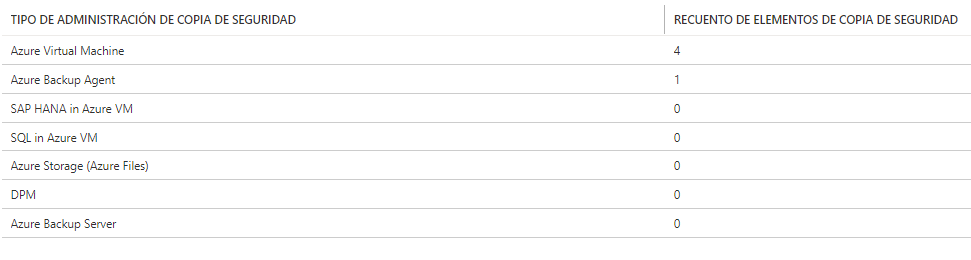 TIPO DE ADMINISTRACIÓN DE COPIA DE SEGURIDAD RECUENTO DE ELEMENTOS DE COPIA DE SEGURIDAD
Azure Virtual Machine 4
Azure Backup Agent 1
SAP HANA in Azure VM 0
SQL in Azure VM 0
Azure Storage (Azure Files) 0
DPM 0
Azure Backup Server 0